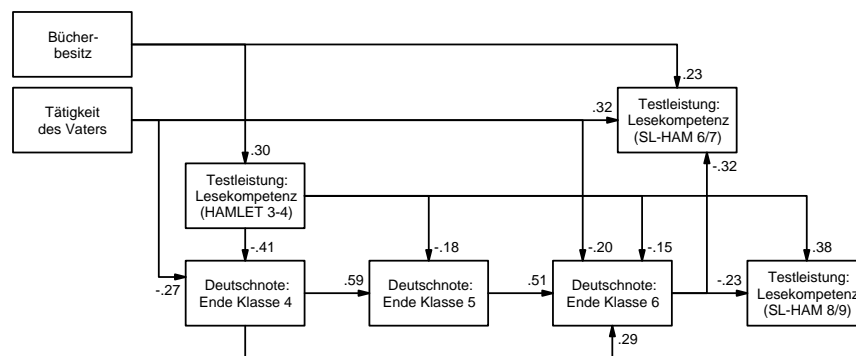 Bücher-
besitz
.23
Tätigkeit
des Vaters
.32
Testleistung:
Lesekompetenz
(SL-HAM 6/7)
.30
-.32
Testleistung:
Lesekompetenz
(HAMLET 3-4)
-.41
-.18
-.20
-.15
.38
-.27
Deutschnote:
Ende Klasse 4
.59
Deutschnote:
Ende Klasse 5
.51
Deutschnote:
Ende Klasse 6
-.23
Testleistung:
Lesekompetenz
(SL-HAM 8/9)
.29